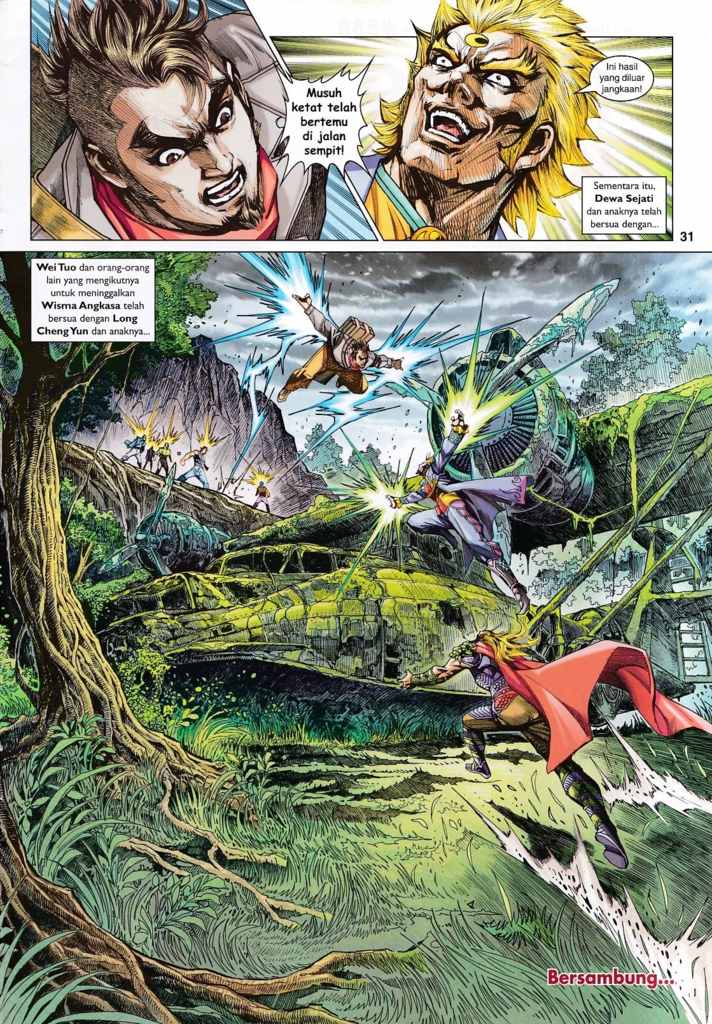 Musuh
ketat telah
bertemu
di jalan
sempit!
Ini hasil
yang diluar
jangkaan!
Sementara itu,
Dewa Sejati
dan anaknya telah
bersua dengan...
31
Wei Tuo dan orang-orang
lain yang mengikutnya
untuk meninggalkan
Wisma Angkasa telah
bersua dengan Long
Cheng Yun dan anaknya...
Bersambung...